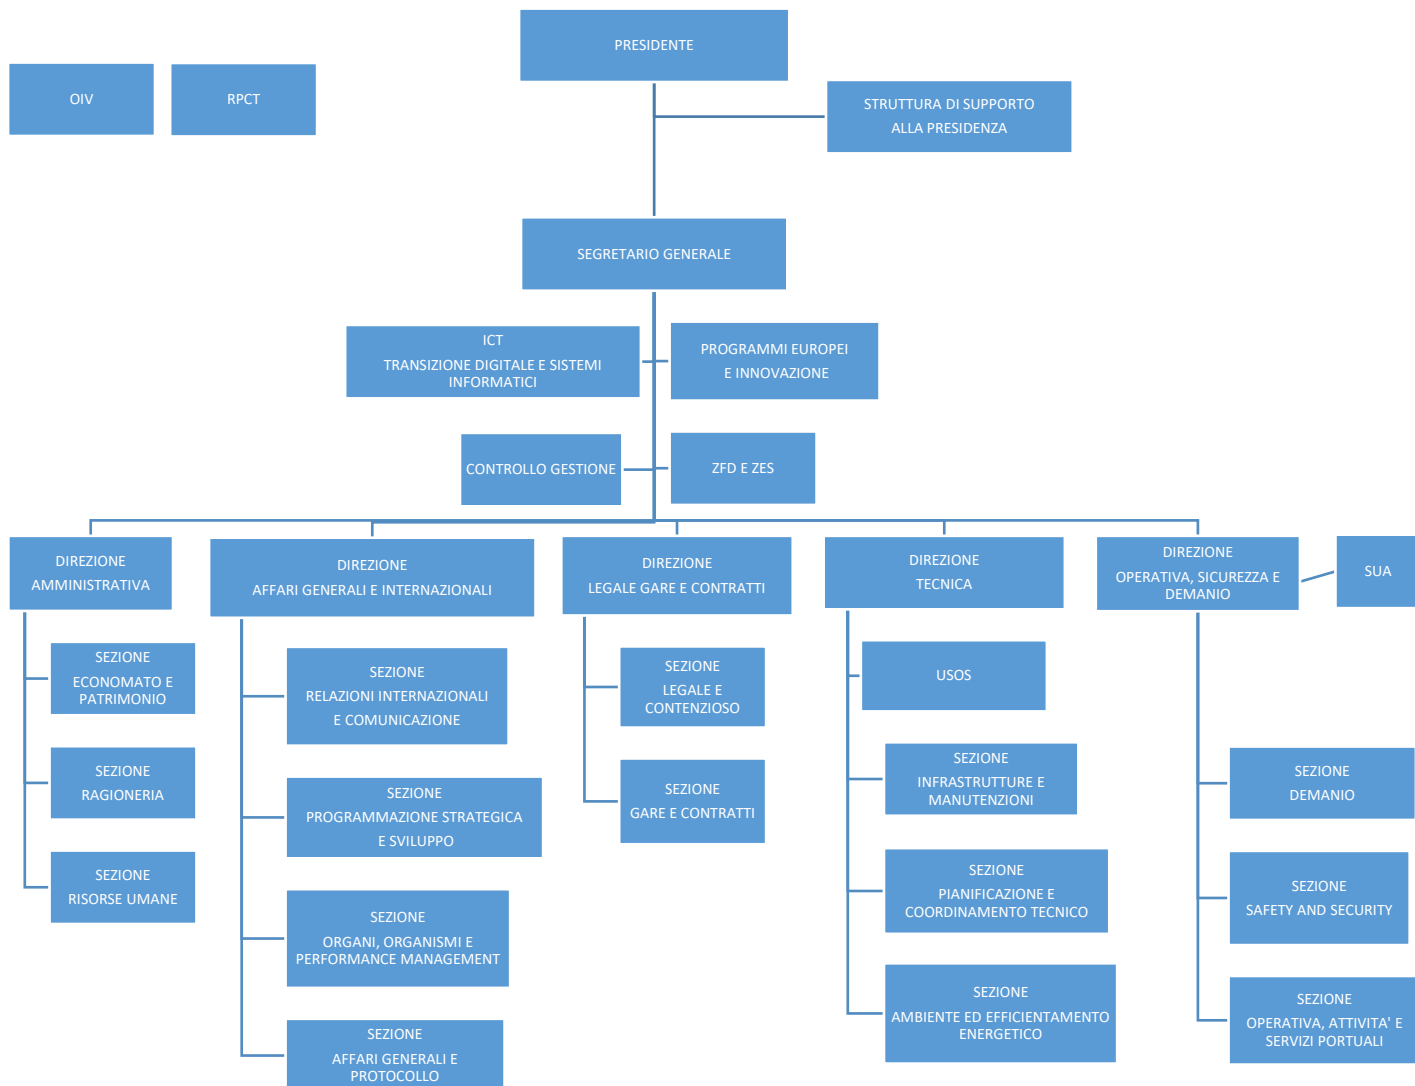 PRESIDENTE
OIV
RPCT
STRUTTURA DI SUPPORTO
ALLA PRESIDENZA
SEGRETARIO GENERALE
ICT
TRANSIZIONE DIGITALE E SISTEMI
INFORMATICI
PROGRAMMI EUROPEI
E INNOVAZIONE
CONTROLLO GESTIONE
ZFD E ZES
DIREZIONE
AMMINISTRATIVA
DIREZIONE
AFFARI GENERALI E INTERNAZIONALI
DIREZIONE
LEGALE GARE E CONTRATTI
DIREZIONE
TECNICA
DIREZIONE
OPERATIVA, SICUREZZA E
DEMANIO
SUA
SEZIONE
ECONOMATO E
PATRIMONIO
SEZIONE
RAGIONERIA
SEZIONE
RISORSE UMANE
SEZIONE
RELAZIONI INTERNAZIONALI
E COMUNICAZIONE
SEZIONE
PROGRAMMAZIONE STRATEGICA
E SVILUPPO
SEZIONE
ORGANI, ORGANISMI E
PERFORMANCE MANAGEMENT
SEZIONE
AFFARI GENERALI E
PROTOCOLLO
SEZIONE
LEGALE E
CONTENZIOSO
SEZIONE
GARE E CONTRATTI
USOS
SEZIONE
INFRASTRUTTURE E
MANUTENZIONI
SEZIONE
PIANIFICAZIONE E
COORDINAMENTO TECNICO
SEZIONE
AMBIENTE ED EFFICIENTAMENTO
ENERGETICO
SEZIONE
DEMANIO
SEZIONE
SAFETY AND SECURITY
SEZIONE
OPERATIVA, ATTIVITA' E
SERVIZI PORTUALI